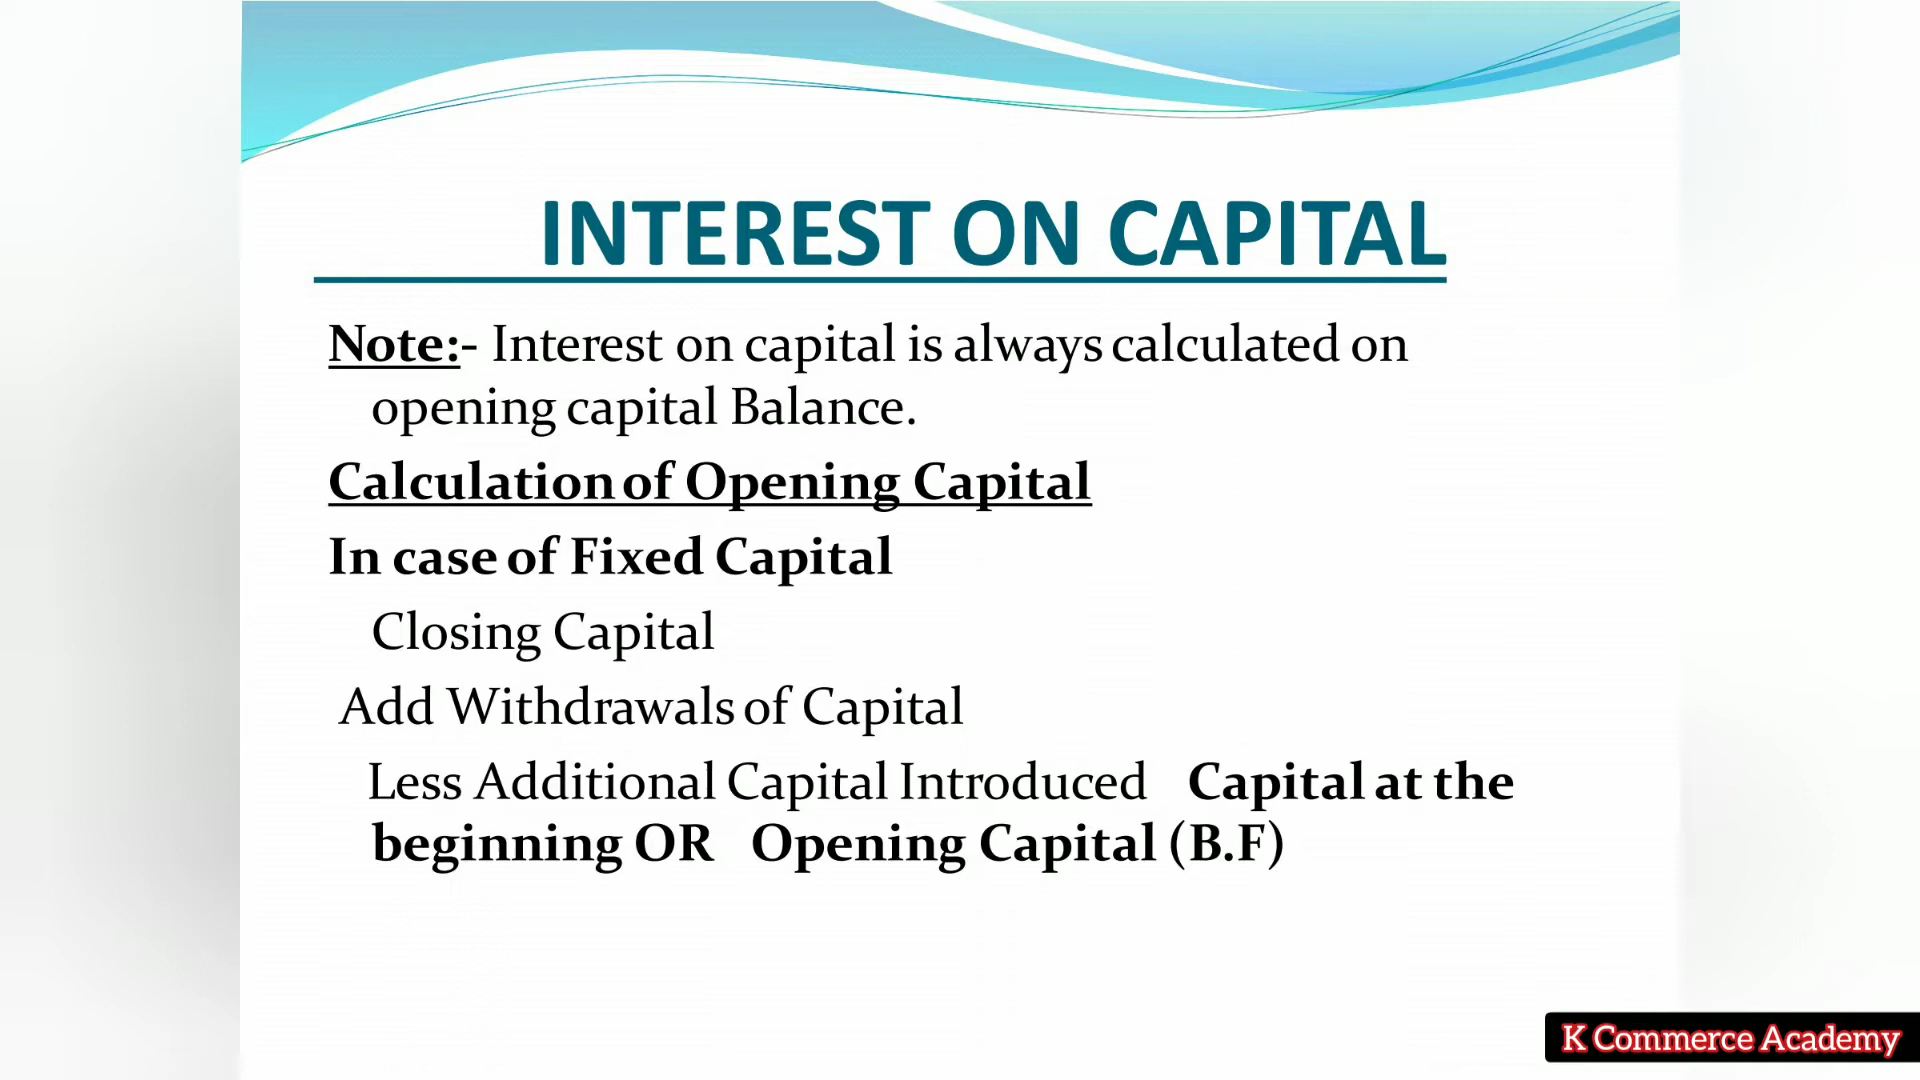 INTEREST ON CAPITAL
Note:- Interest on capital is always calculated on
opening capital Balance.
Calculation of Opening Capital
In case of Fixed Capital
Closing Capital
Add Withdrawals of Capital
Less Additional Capital Introduced Capital at the
beginning OR Opening Capital (B.F)
K Commerce Academy